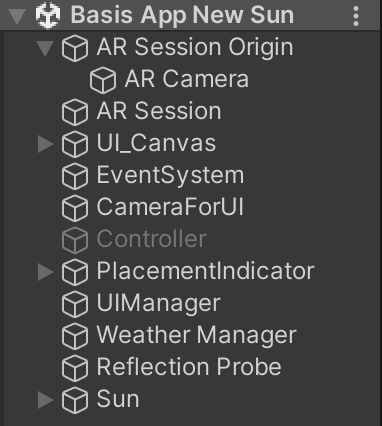 Basis App New Sun
AR Session Origin
AR Camera
AR Session
UI_Canvas
EventSystem
CameraForUI
Controller
PlacementIndicator
UIManager
Weather Manager
Reflection Probe
Sun